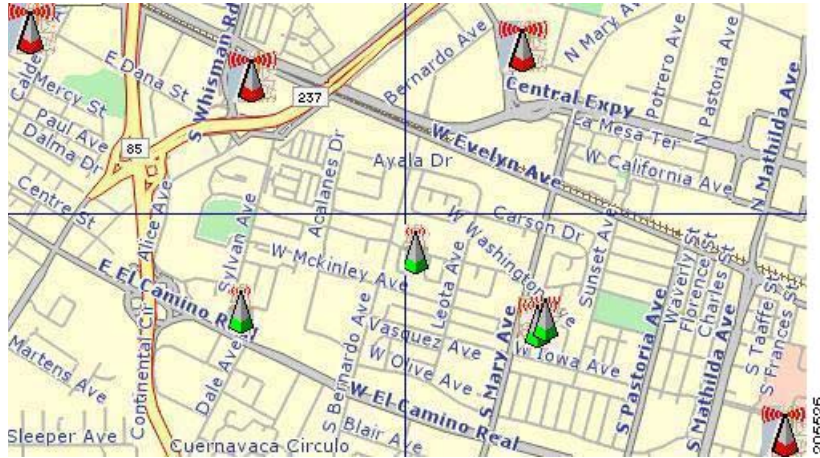 Calde
Mercy St
Paul Ave
Dalma Dr
Centre St
E Dana St
S Whisman Rd
237
85
Bernardo Ave
N Mary Av
Central Expy
La Mesa Ter
W California Ave
Potrero Ave
N Pastoria Ave
N Mathilda Ave
W Evelyn Ave
Ayala Dr
Acalanes Dr
Alice Ave
Sylvan Ave
W McKinley Ave
W Washington Ave
Carson Dr
Sunset Ave
Leota Ave
E El Camino Real
Continental Cir
Martens Ave
Dale Ave
S Bernardo Ave
Vasquez Ave
W Olive Ave
W Iowa Ave
S Mary Ave
S Pastoria Ave
Waverly St
Florence St
Charles St
S Mathilda Ave
S Taaffe St
S Frances St
W El Camino Real
Blair Ave
Sleeper Ave
Cuernavaca Circulo